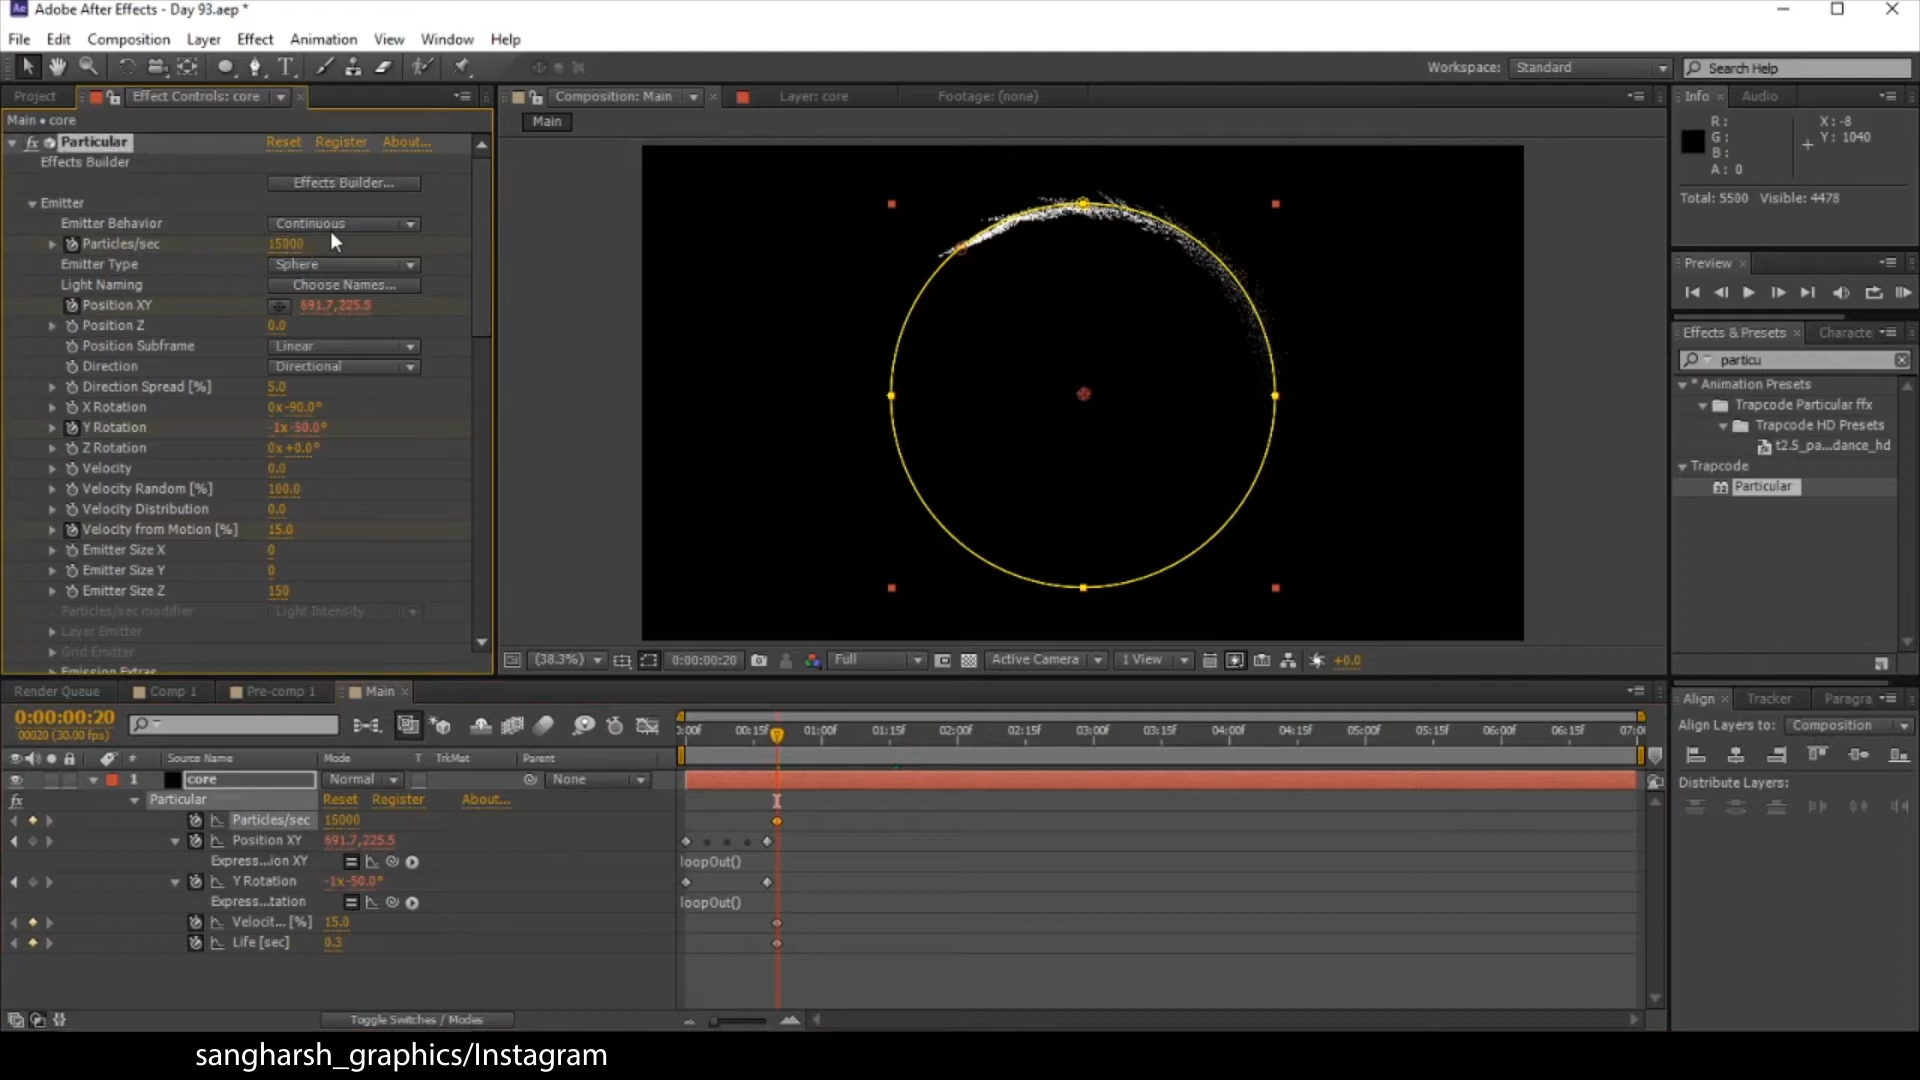 Adobe After Effects - Day 93.aep *
File Edit Composition Layer Effect Animation View Window Help
Workspace: Standard
Search Help
Project
Effect Controls: core
Composition: Main
Layer: core
Footage: (none)
Info
Audio
Main • core
Main
R:
G:
B:
A: 0
X: -8
Y: 1040
Total: 5500 Visible: 4478
fx Particular Reset Register About...
Effects Builder
Effects Builder...
Emitter
Emitter Behavior Continuous
Particles/sec 15000
Emitter Type Sphere
Light Naming Choose Names...
Position XY 691.7,225.5
Position Z 0.0
Position Subframe Linear
Direction Directional
Direction Spread [%] 5.0
X Rotation 0x-90.0°
Y Rotation -1x-50.0°
Z Rotation 0x+0.0°
Velocity 0.0
Velocity Random [%] 100.0
Velocity Distribution 0.0
Velocity from Motion [%] 15.0
Emitter Size X 0
Emitter Size Y 0
Emitter Size Z 150
Particles/sec modifier Light Intensity
Layer Emitter
Grid Emitter
Emission Extras
Preview
Effects & Presets
Characte
particu
* Animation Presets
Trapcode Particular ffx
Trapcode HD Presets
t2.5_pa...dance_hd
Trapcode
Particular
(38.3%) 0:00:00:20 Full Active Camera 1 View +0.0
Render Queue Comp 1 Pre-comp 1 Main
0:00:00:20
00020 (30.00 fps)
:00f 00:15f 01:00f 01:15f 02:00f 02:15f 03:00f 03:15f 04:00f 04:15f 05:00f 05:15f 06:00f 06:15f 07:0
# Source Name Mode T TrkMat Parent
1 core Normal None
fx Particular Reset Register About...
Particles/sec 15000
Position XY 691.7,225.5
Express...ion XY loopOut()
Y Rotation -1x-50.0°
Express...tation loopOut()
Velocit... [%] 15.0
Life [sec] 0.3
Toggle Switches / Modes
Align
Tracker
Paragra
Align Layers to: Composition
Distribute Layers:
sangharsh_graphics/Instagram